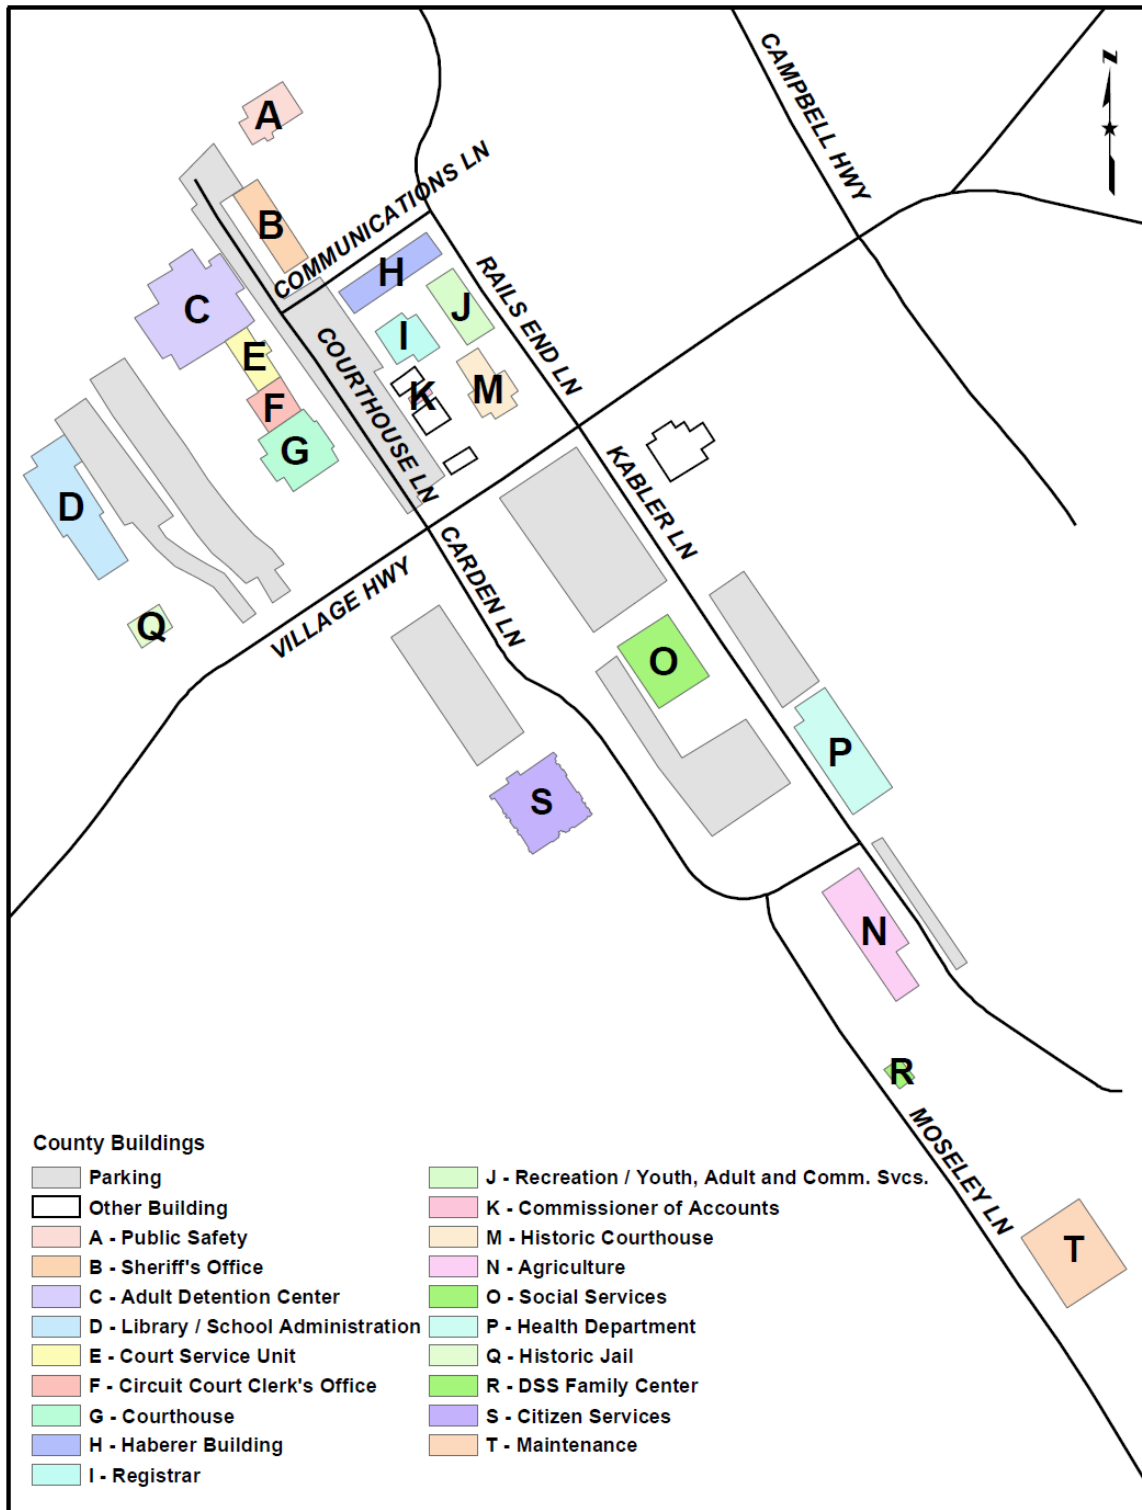 CAMPBELL HWY
N
A
COMMUNICATIONS LN
B
H
RAILS END LN
C
J
I
COURTHOUSE LN
E
K
M
F
G
KABLER LN
D
CARDEN LN
VILLAGE HWY
Q
O
P
S
N
R
MOSELEY LN
T
County Buildings
Parking
Other Building
A - Public Safety
B - Sheriff's Office
C - Adult Detention Center
D - Library / School Administration
E - Court Service Unit
F - Circuit Court Clerk's Office
G - Courthouse
H - Haberer Building
I - Registrar
J - Recreation / Youth, Adult and Comm. Svcs.
K - Commissioner of Accounts
M - Historic Courthouse
N - Agriculture
O - Social Services
P - Health Department
Q - Historic Jail
R - DSS Family Center
S - Citizen Services
T - Maintenance